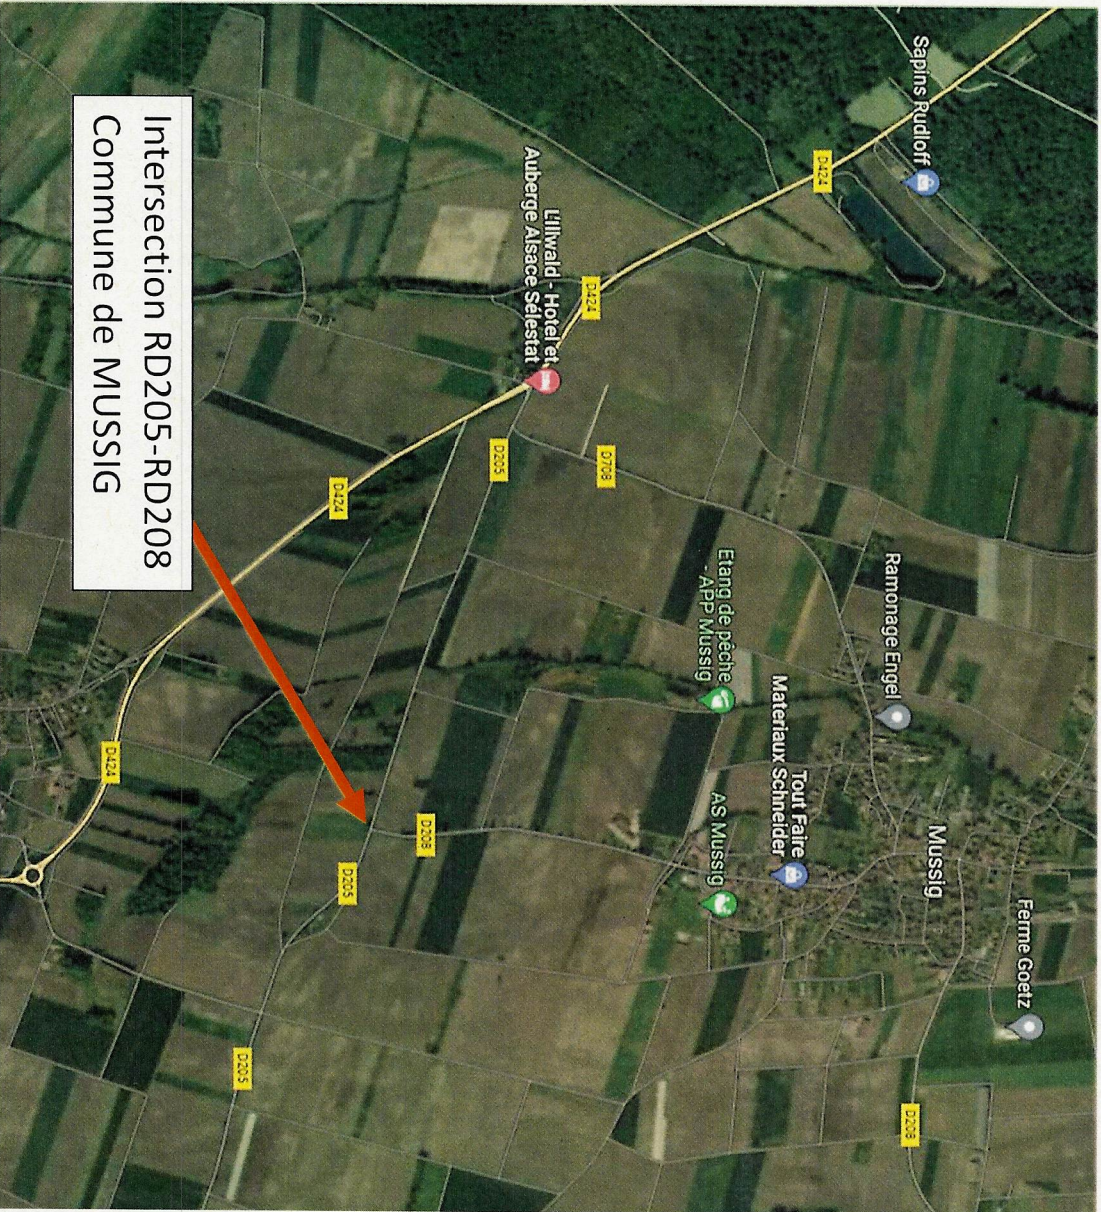 Ferme Goetz
Mussig
Sapins Rudloff
D208
Ramonage Engel
D424
Tout Faire
Materiaux Schneider
Etang de pêche
- APP Mussig
AS Mussig
D708
D424
L'Illwald - Hotel et
Auberge Alsace Sélestat
D205
D208
D205
D424
D205
Intersection RD205-RD208
Commune de MUSSIG
D424